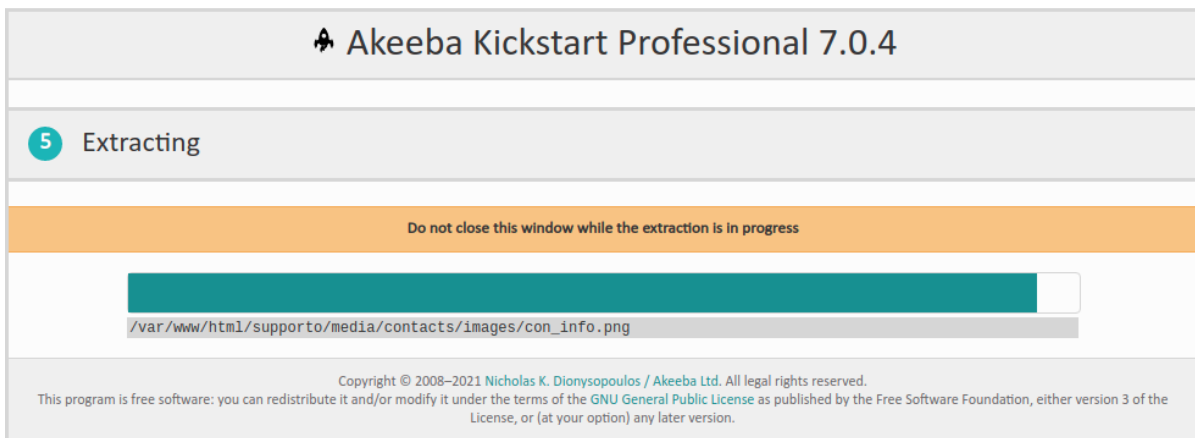 Akeeba Kickstart Professional 7.0.4
5 Extracting
Do not close this window while the extraction is in progress
/var/www/html/supporto/media/contacts/images/con_info.png
Copyright © 2008–2021 Nicholas K. Dionysopoulos / Akeeba Ltd. All legal rights reserved.
This program is free software: you can redistribute it and/or modify it under the terms of the GNU General Public License as published by the Free Software Foundation, either version 3 of the
License, or (at your option) any later version.